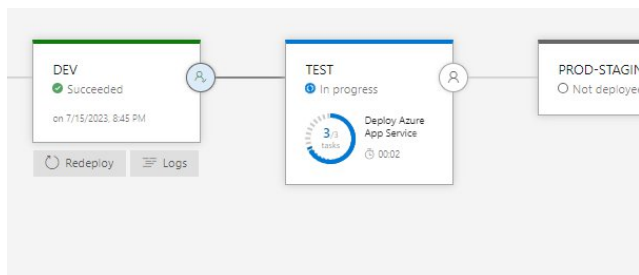 DEV
Succeeded
on 7/15/2023, 8:45 PM
Redeploy
Logs
TEST
In progress
3/3
tasks
Deploy Azure
App Service
00:02
PROD-STAGIN
Not deploye